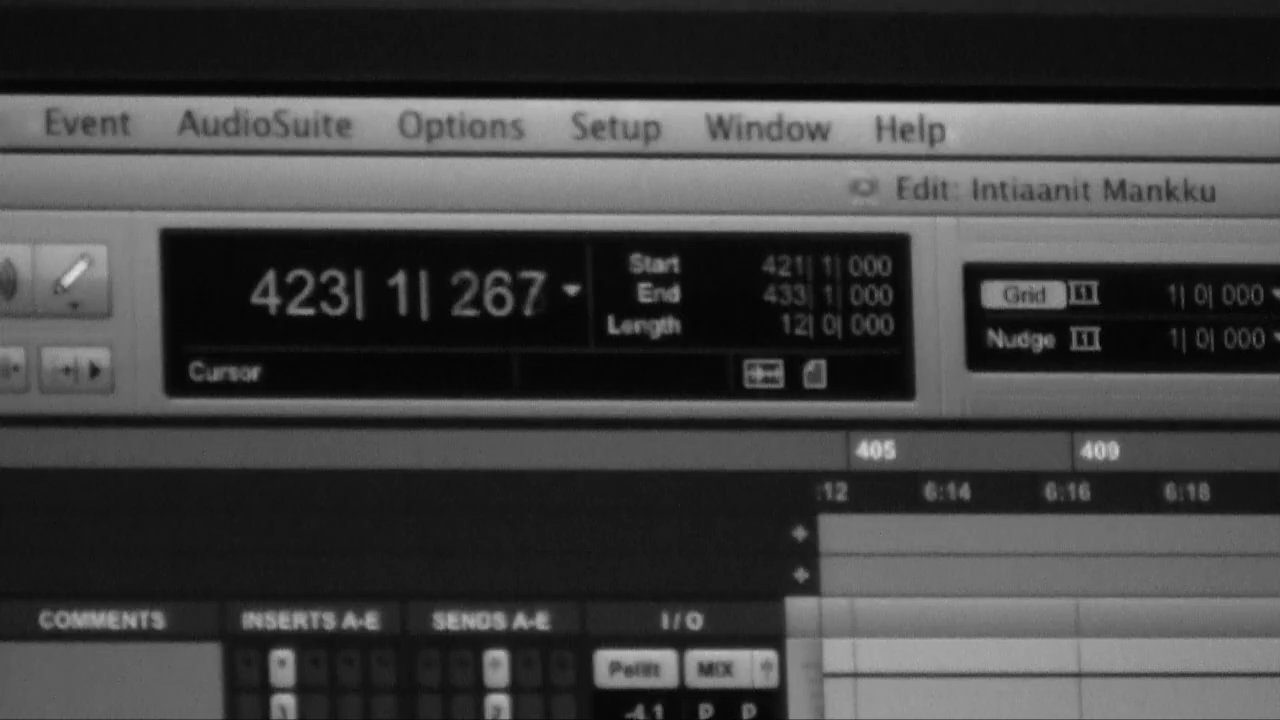 Event AudioSuite Options Setup Window Help
Edit: Intiaanit Mankku
423| 1| 267
Start 421| 1| 000
End 433| 1| 000
Length 12| 0| 000
Cursor
Grid 1| 0| 000
Nudge 1| 0| 000
405 409
:12 6:14 6:16 6:18
COMMENTS INSERTS A-E SENDS A-E I / O
MIX
-4.1 P P